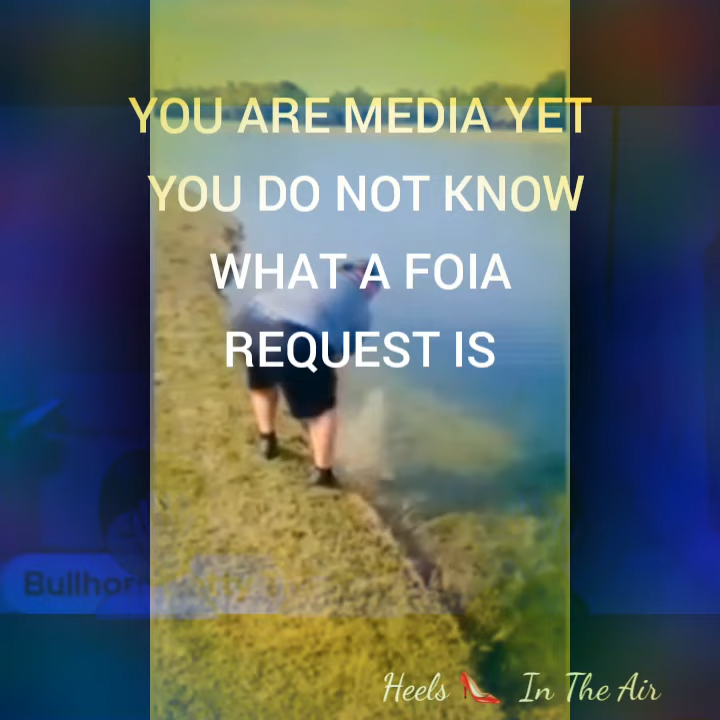 YOU ARE MEDIA YET
YOU DO NOT KNOW
WHAT A FOIA
REQUEST IS
Heels 👠 In The Air